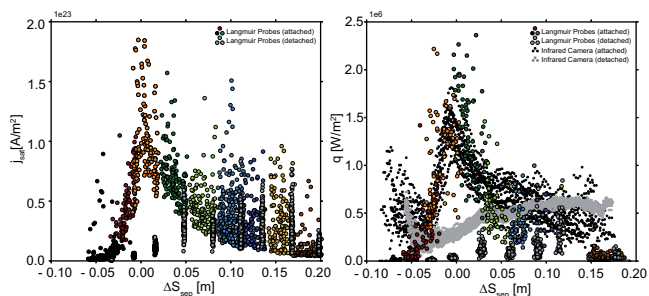 1e23
2.0
1.5
1.0
0.5
0.0
j_sat [A/m²]
Langmuir Probes (attached)
Langmuir Probes (detached)
- 0.10 - 0.05 0.00 0.05 0.10 0.15 0.20
ΔS_sep [m]
1e6
2.5
2.0
1.5
1.0
0.5
0.0
q [W/m²]
Langmuir Probes (attached)
Langmuir Probes (detached)
Infrared Camera (attached)
Infrared Camera (detached)
- 0.10 - 0.05 0.00 0.05 0.10 0.15 0.20
ΔS_sep [m]